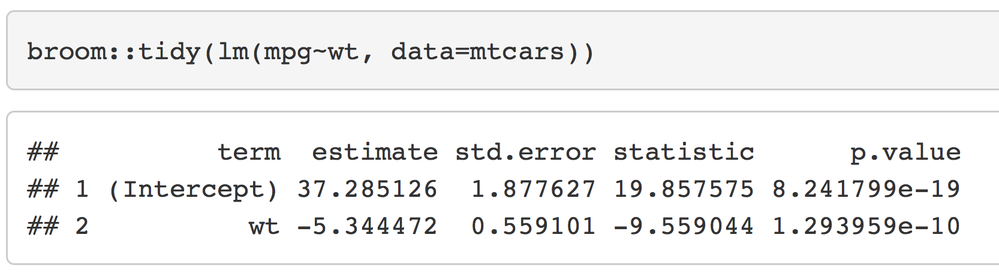 broom::tidy(lm(mpg~wt, data=mtcars))
##          term  estimate std.error statistic      p.value
## 1 (Intercept) 37.285126  1.877627 19.857575 8.241799e-19
## 2          wt -5.344472  0.559101 -9.559044 1.293959e-10